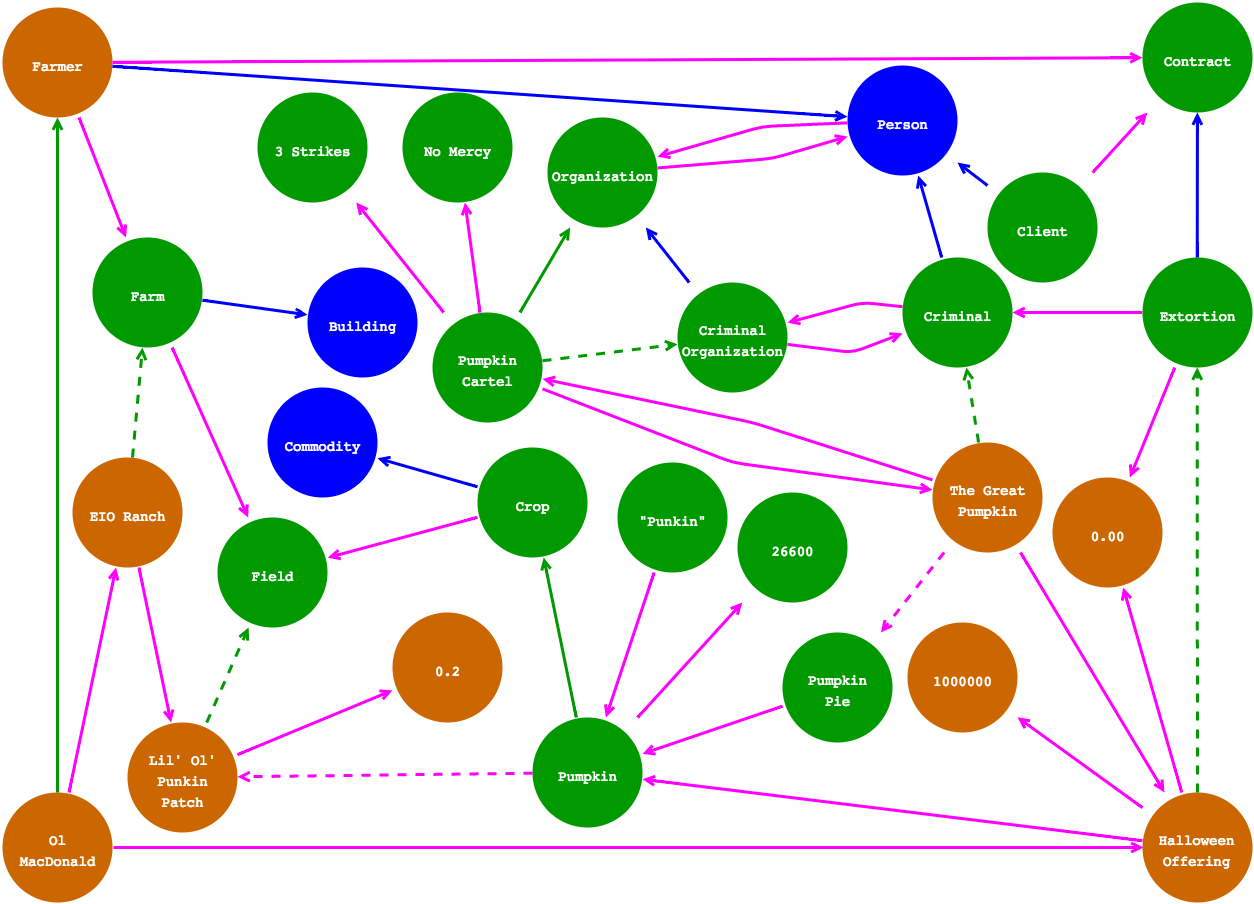 Farmer
Contract
Person
3 Strikes
No Mercy
Organization
Client
Farm
Building
Criminal
Organization
Criminal
Extortion
Pumpkin
Cartel
Commodity
EIO Ranch
Crop
"Punkin"
26600
The Great
Pumpkin
0.00
Field
0.2
Pumpkin
Pie
1000000
Lil' Ol'
Punkin
Patch
Pumpkin
Ol
MacDonald
Halloween
Offering